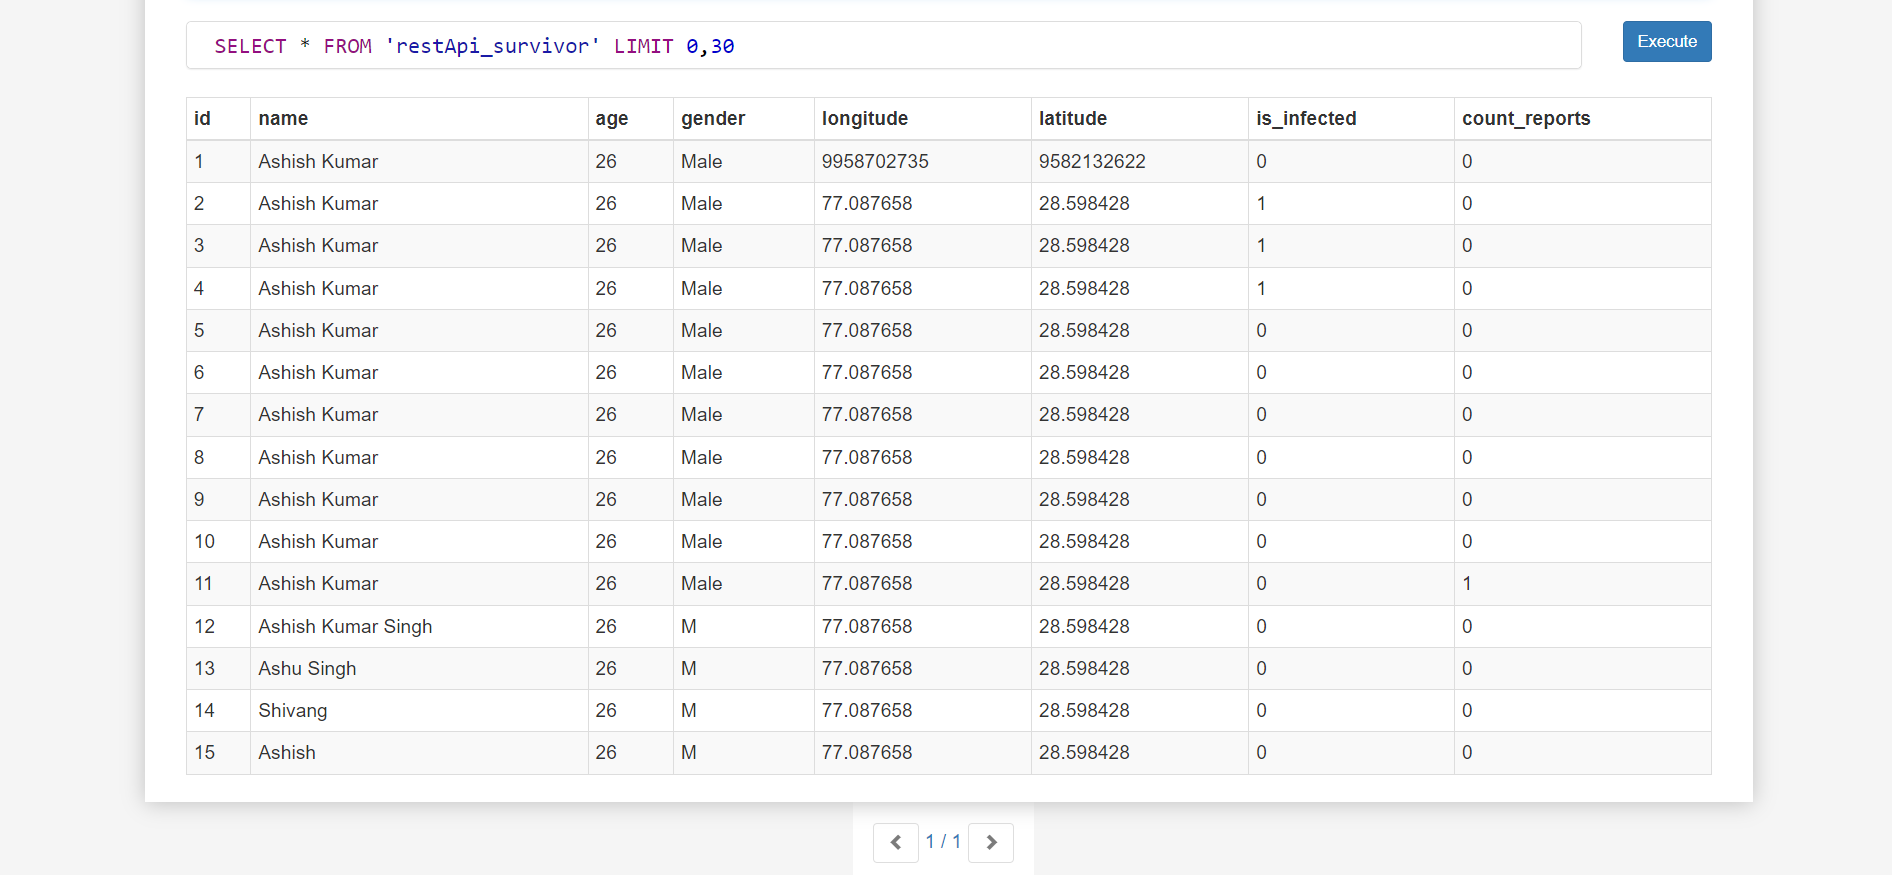 SELECT * FROM 'restApi_survivor' LIMIT 0,30
Execute
id name age gender longitude latitude is_infected count_reports
1 Ashish Kumar 26 Male 9958702735 9582132622 0 0
2 Ashish Kumar 26 Male 77.087658 28.598428 1 0
3 Ashish Kumar 26 Male 77.087658 28.598428 1 0
4 Ashish Kumar 26 Male 77.087658 28.598428 1 0
5 Ashish Kumar 26 Male 77.087658 28.598428 0 0
6 Ashish Kumar 26 Male 77.087658 28.598428 0 0
7 Ashish Kumar 26 Male 77.087658 28.598428 0 0
8 Ashish Kumar 26 Male 77.087658 28.598428 0 0
9 Ashish Kumar 26 Male 77.087658 28.598428 0 0
10 Ashish Kumar 26 Male 77.087658 28.598428 0 0
11 Ashish Kumar 26 Male 77.087658 28.598428 0 1
12 Ashish Kumar Singh 26 M 77.087658 28.598428 0 0
13 Ashu Singh 26 M 77.087658 28.598428 0 0
14 Shivang 26 M 77.087658 28.598428 0 0
15 Ashish 26 M 77.087658 28.598428 0 0
1 / 1